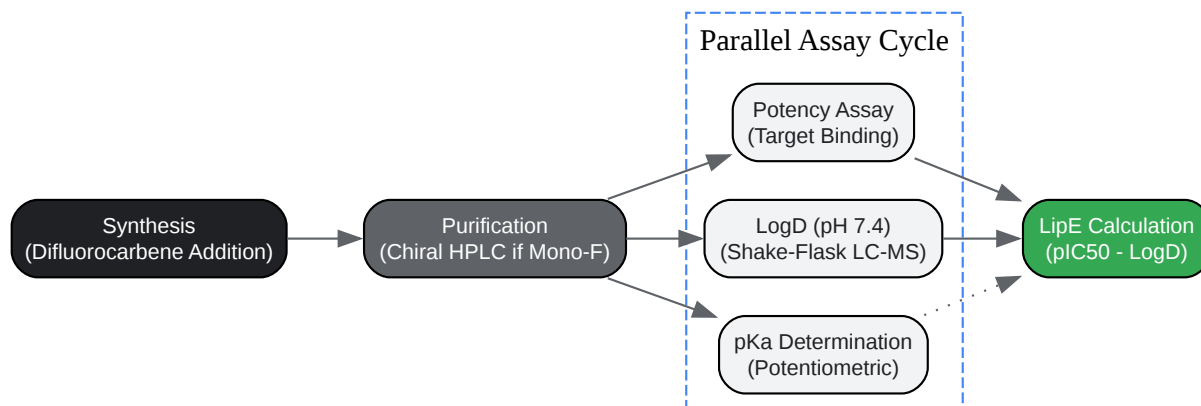 Parallel Assay Cycle
Potency Assay
(Target Binding)
Synthesis
(Difluorocarbene Addition)
Purification
(Chiral HPLC if Mono-F)
LogD (pH 7.4)
(Shake-Flask LC-MS)
LipE Calculation
(pIC50 - LogD)
pKa Determination
(Potentiometric)